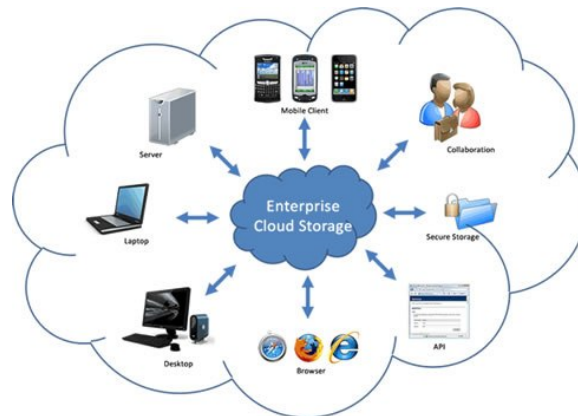 Mobile Client
Server
Collaboration
Enterprise
Cloud Storage
Laptop
Secure Storage
Desktop
Browser
API